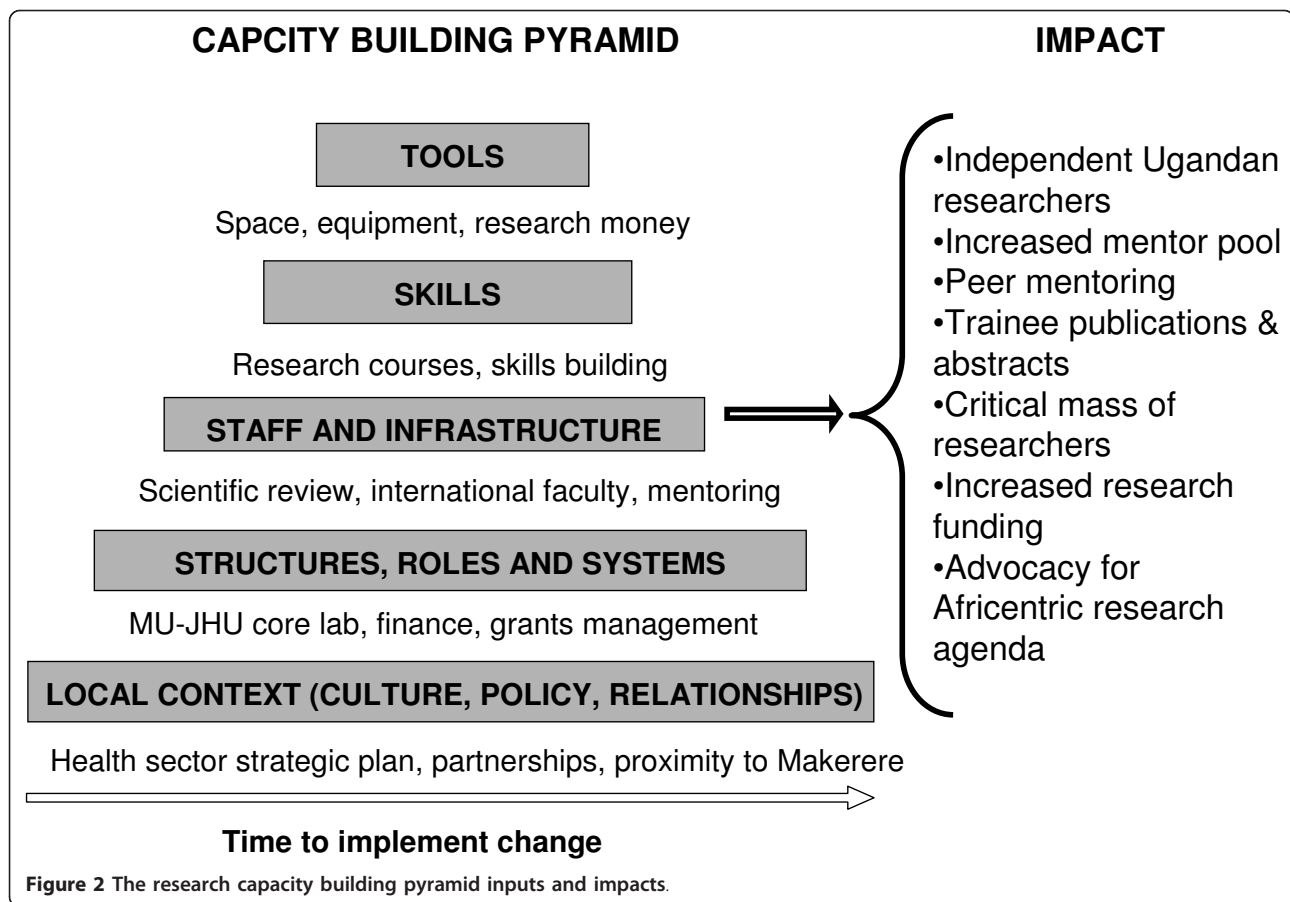 CAPCITY BUILDING PYRAMID
TOOLS
Space, equipment, research money
SKILLS
Research courses, skills building
STAFF AND INFRASTRUCTURE
Scientific review, international faculty, mentoring
STRUCTURES, ROLES AND SYSTEMS
MU-JHU core lab, finance, grants management
LOCAL CONTEXT (CULTURE, POLICY, RELATIONSHIPS)
Health sector strategic plan, partnerships, proximity to Makerere
Time to implement change
IMPACT
•Independent Ugandan
researchers
•Increased mentor pool
•Peer mentoring
•Trainee publications &
abstracts
•Critical mass of
researchers
•Increased research
funding
•Advocacy for
Africentric research
agenda
Figure 2 The research capacity building pyramid inputs and impacts.